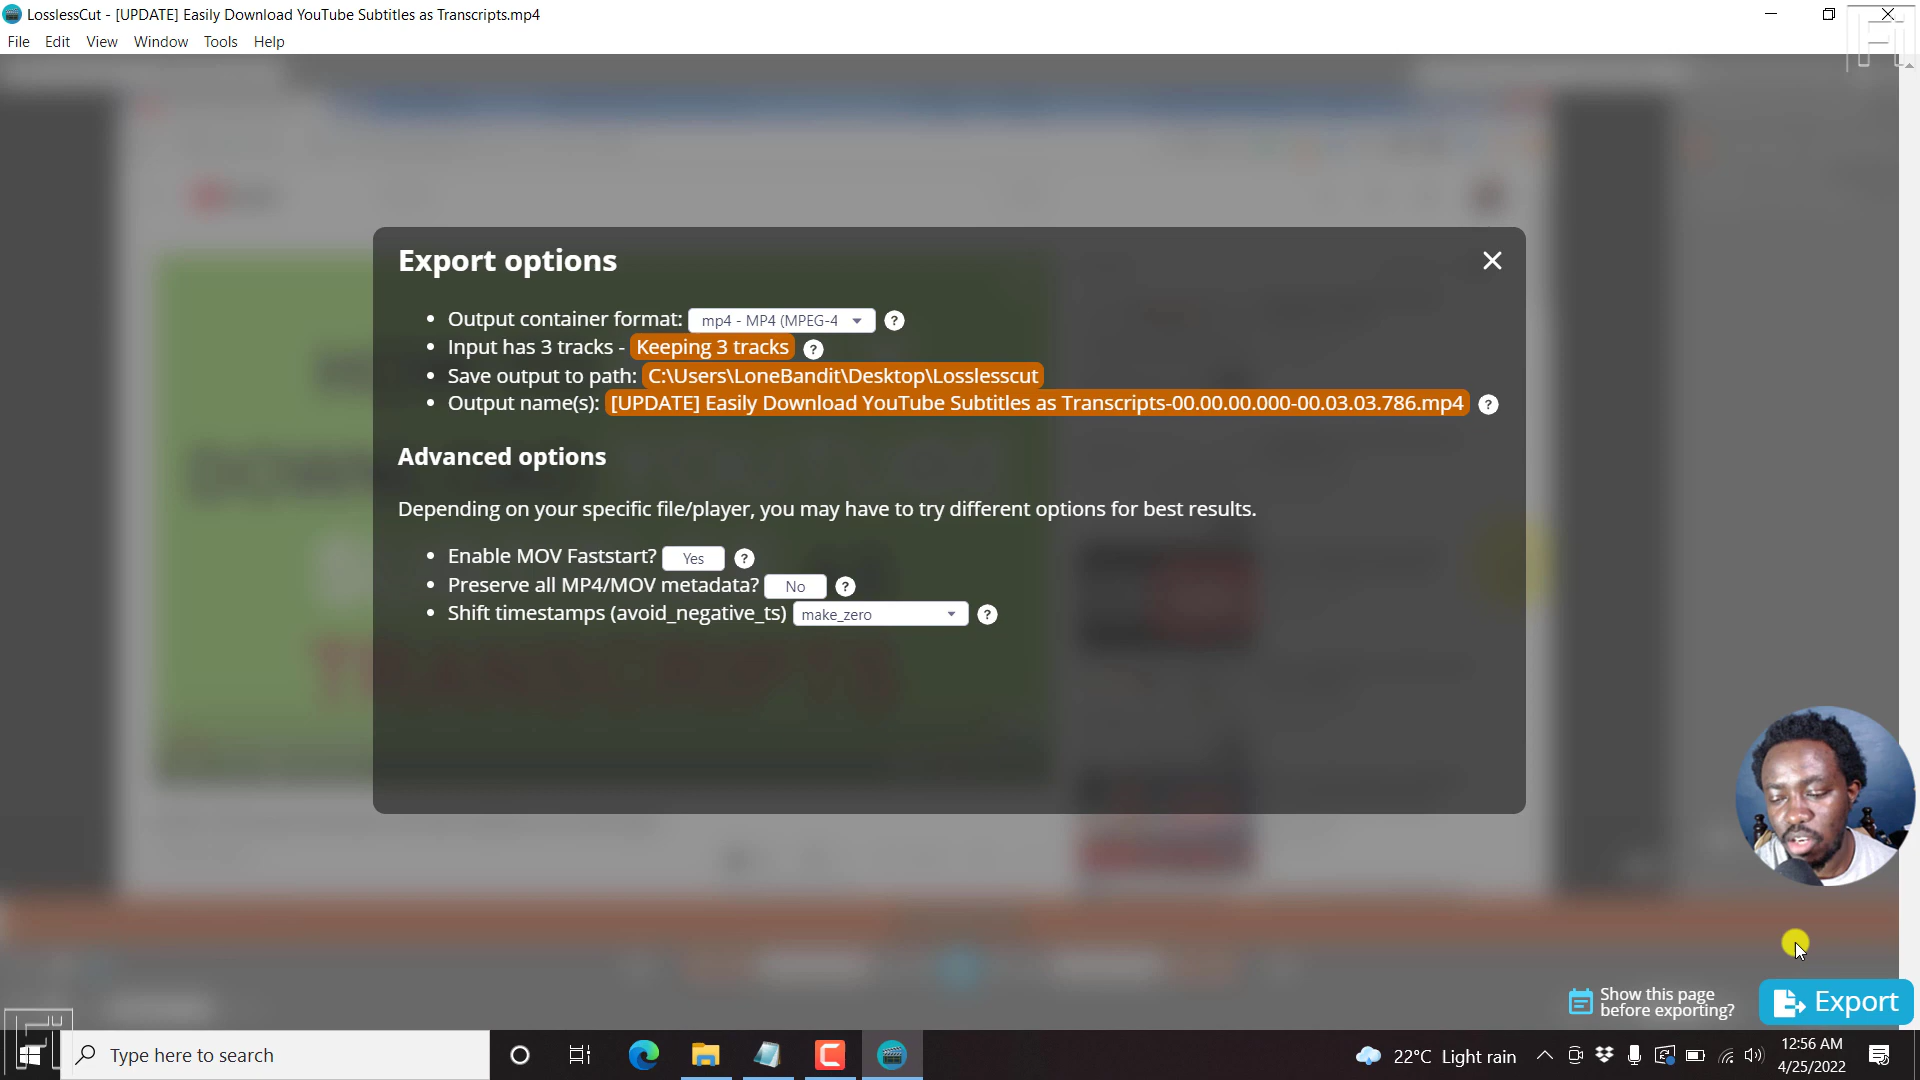 LosslessCut - [UPDATE] Easily Download YouTube Subtitles as Transcripts.mp4
File Edit View Window Tools Help
Export options
Output container format: mp4 - MP4 (MPEG-4 ?
Input has 3 tracks - Keeping 3 tracks ?
Save output to path: C:\Users\LoneBandit\Desktop\Losslesscut
Output name(s): [UPDATE] Easily Download YouTube Subtitles as Transcripts-00.00.00.000-00.03.03.786.mp4 ?
Advanced options
Depending on your specific file/player, you may have to try different options for best results.
Enable MOV Faststart? Yes ?
Preserve all MP4/MOV metadata? No ?
Shift timestamps (avoid_negative_ts) make_zero ?
TRANSCRIPTS
Show this page
before exporting?
Export
Type here to search
22°C Light rain
12:56 AM
4/25/2022